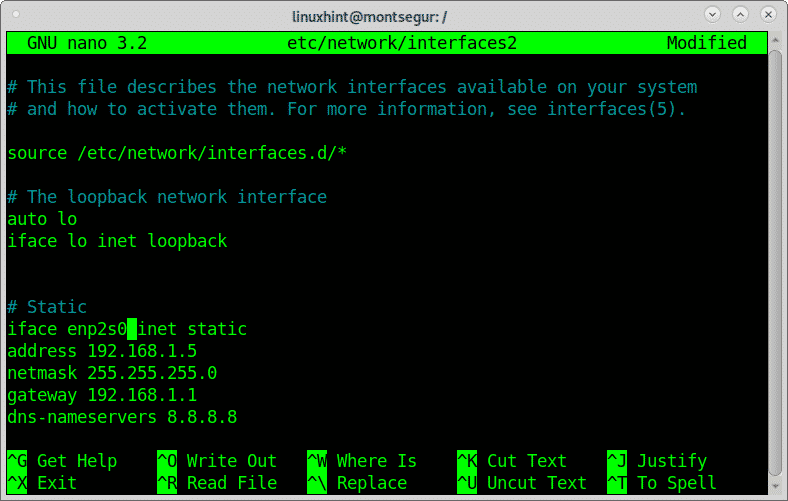 linuxhint@montsegur: /
GNU nano 3.2 etc/network/interfaces2 Modified
# This file describes the network interfaces available on your system
# and how to activate them. For more information, see interfaces(5).
source /etc/network/interfaces.d/*
# The loopback network interface
auto lo
iface lo inet loopback
# Static
iface enp2s0 inet static
address 192.168.1.5
netmask 255.255.255.0
gateway 192.168.1.1
dns-nameservers 8.8.8.8
^G Get Help ^O Write Out ^W Where Is ^K Cut Text ^J Justify
^X Exit ^R Read File ^\ Replace ^U Uncut Text ^T To Spell